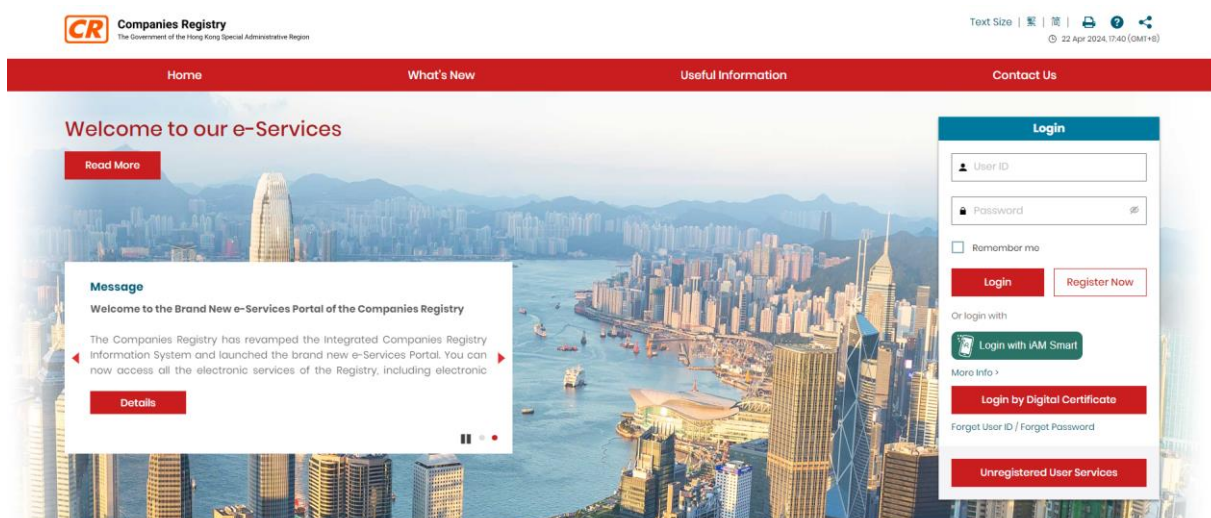 CR
Companies Registry
The Government of the Hong Kong Special Administrative Region
Text Size | 繁 | 简 |
22 Apr 2024, 17:40 (GMT+8)
Home What's New Useful Information Contact Us
Welcome to our e-Services
Read More
Message
Welcome to the Brand New e-Services Portal of the Companies Registry
The Companies Registry has revamped the Integrated Companies Registry
Information System and launched the brand new e-Services Portal. You can
now access all the electronic services of the Registry, including electronic
Details
Login
User ID
Password
Remember me
Login Register Now
Or login with
Login with iAM Smart
More Info >
Login by Digital Certificate
Forgot User ID / Forgot Password
Unregistered User Services